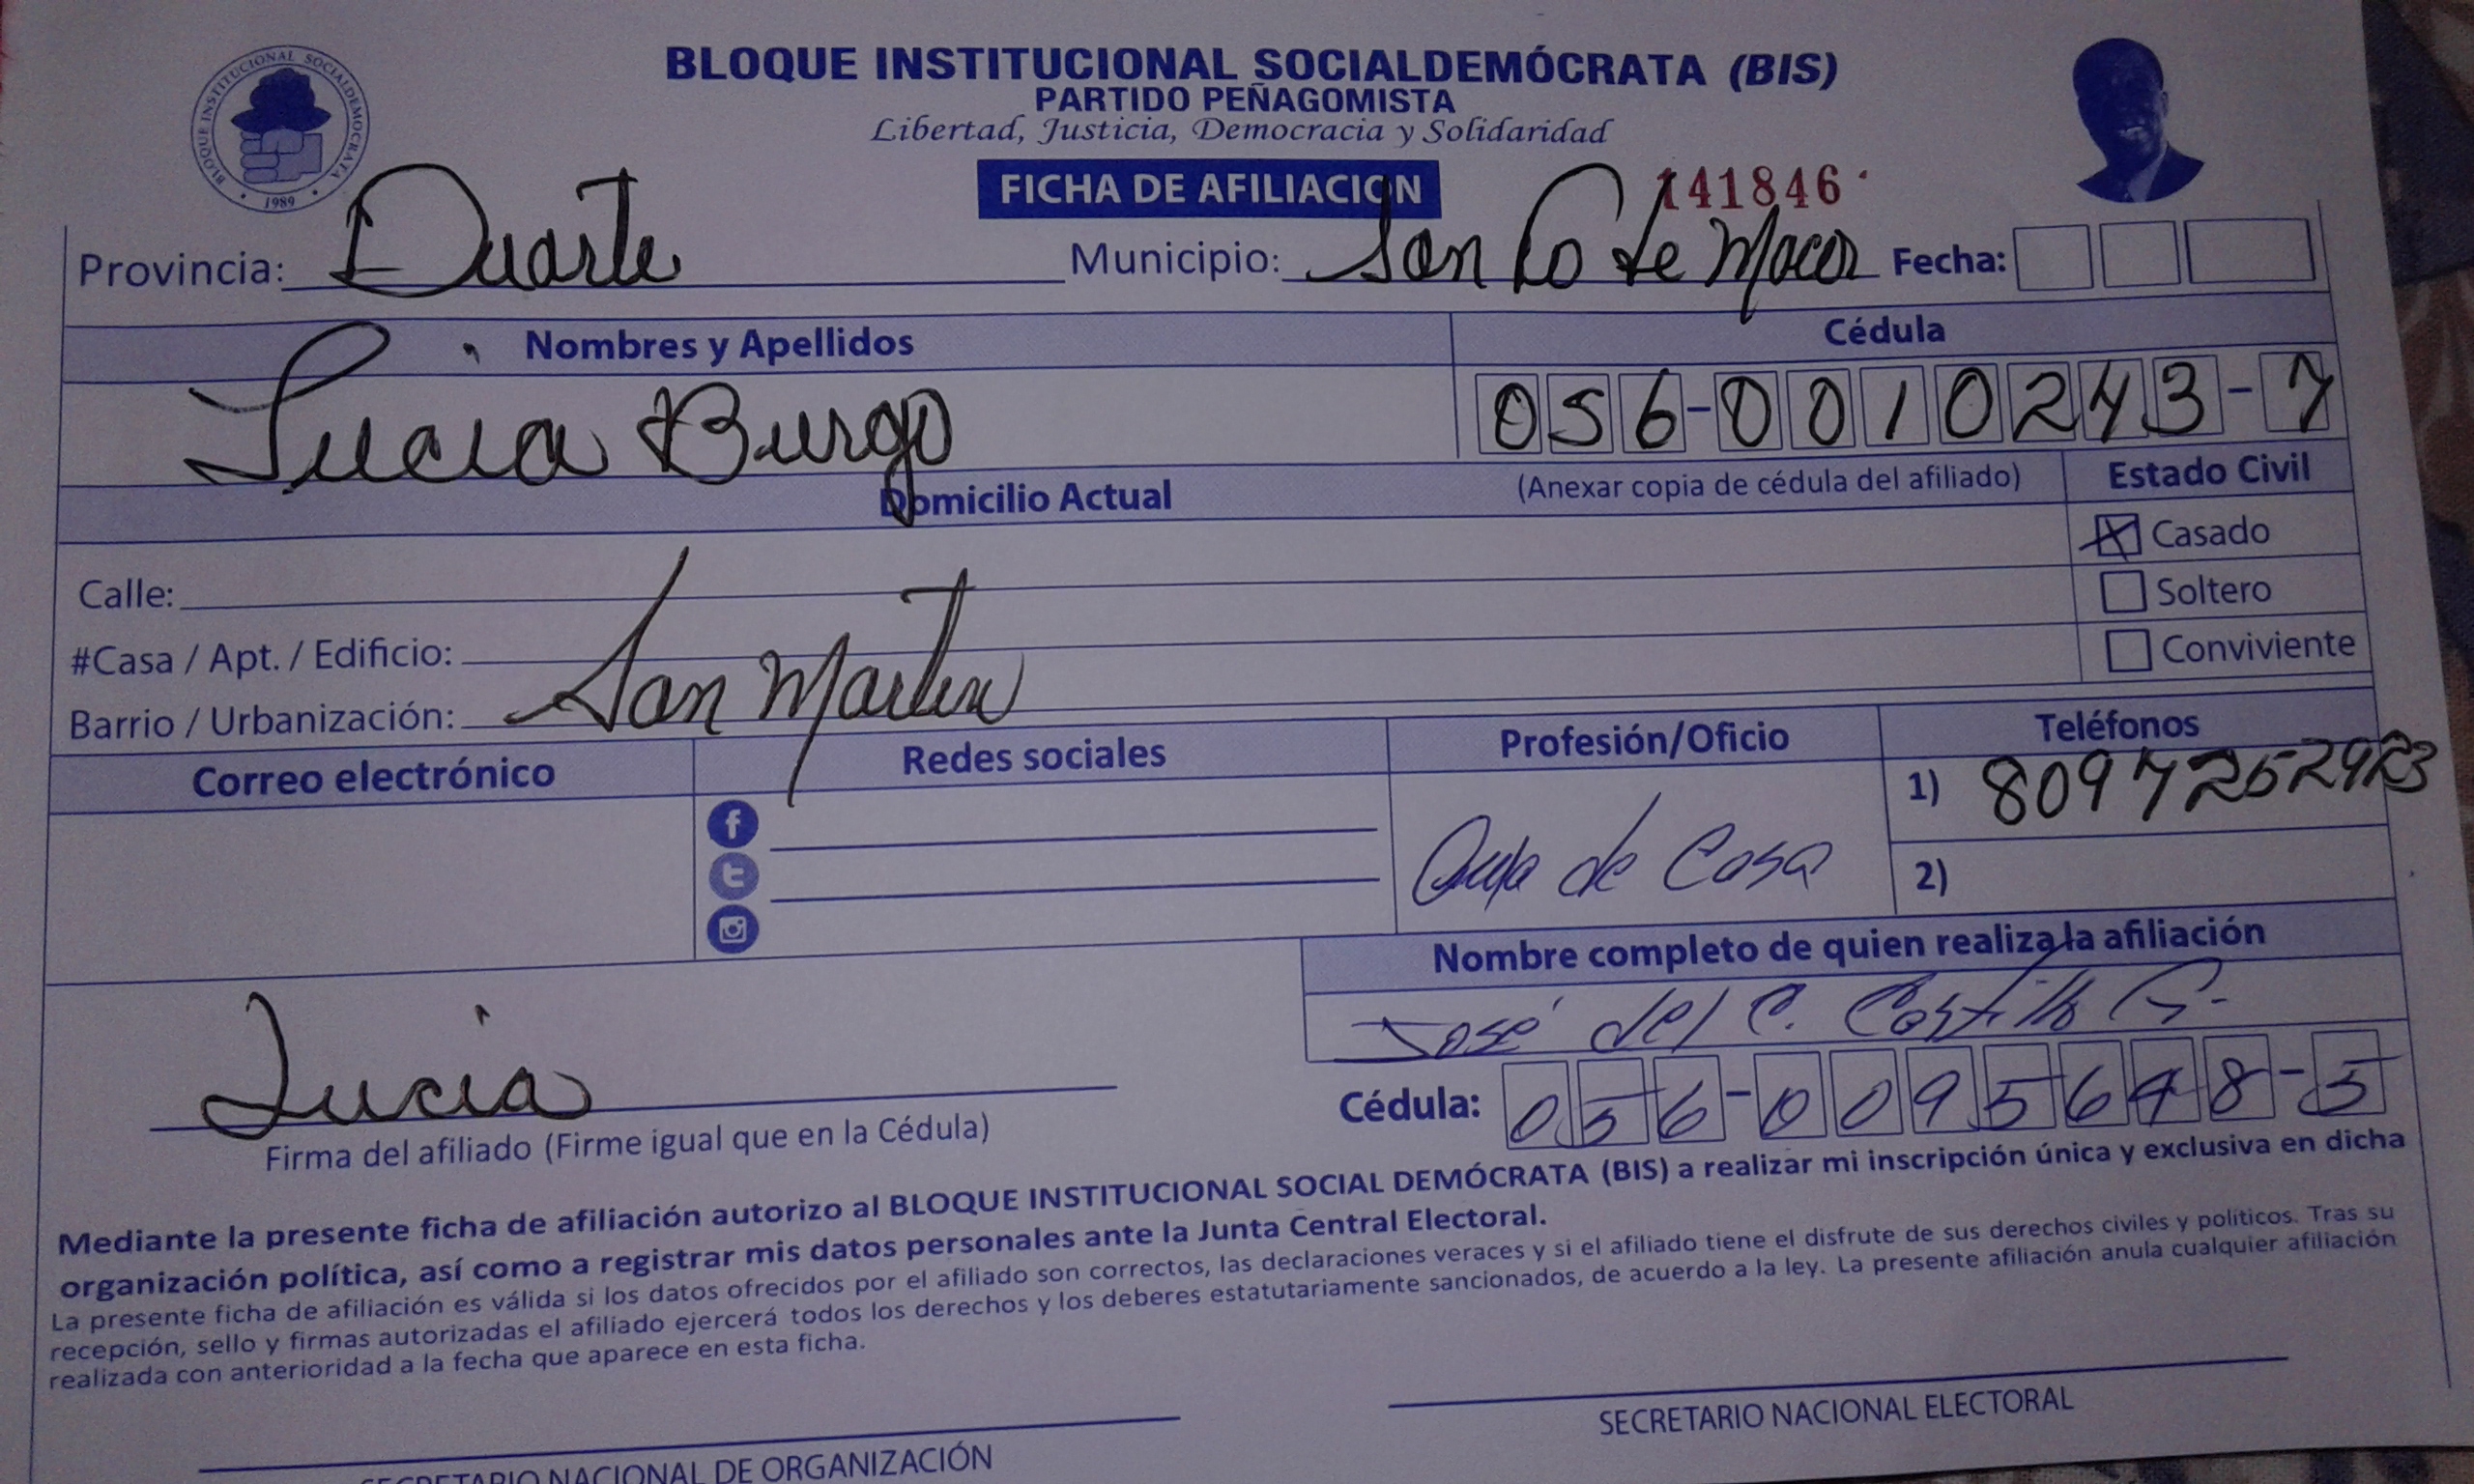 BLOQUE INSTITUCIONAL SOCIALDEMÓCRATA (BIS)
PARTIDO PEÑAGOMISTA
Libertad, Justicia, Democracia y Solidaridad
BLOQUE INSTITUCIONAL SOCIALDEMOCRATA
1989
FICHA DE AFILIACION
141846
Provincia: Duarte Municipio: San Co de Macor Fecha:
Nombres y Apellidos Cédula
Lucia Burgo 056-0010243-7
Domicilio Actual (Anexar copia de cédula del afiliado) Estado Civil
Casado
Calle:
Soltero
#Casa / Apt. / Edificio:
Conviviente
Barrio / Urbanización: San Martin
Correo electrónico Redes sociales Profesión/Oficio Teléfonos
1) 809725
de Casa
2)
Nombre completo de quien realiza la afiliación
José del C. Castillo G.
Lucia
Cédula: 056-0095648-5
Firma del afiliado (Firme igual que en la Cédula)
Mediante la presente ficha de afiliación autorizo al BLOQUE INSTITUCIONAL SOCIAL DEMÓCRATA (BIS) a realizar mi inscripción única y exclusiva en dicha
organización política, así como a registrar mis datos personales ante la Junta Central Electoral.
La presente ficha de afiliación es válida si los datos ofrecidos por el afiliado son correctos, las declaraciones veraces y si el afiliado tiene el disfrute de sus derechos civiles y políticos. Tras su
recepción, sello y firmas autorizadas el afiliado ejercerá todos los derechos y los deberes estatutariamente sancionados, de acuerdo a la ley. La presente afiliación anula cualquier afiliación
realizada con anterioridad a la fecha que aparece en esta ficha.
SECRETARIO NACIONAL ELECTORAL
SECRETARIO NACIONAL DE ORGANIZACIÓN